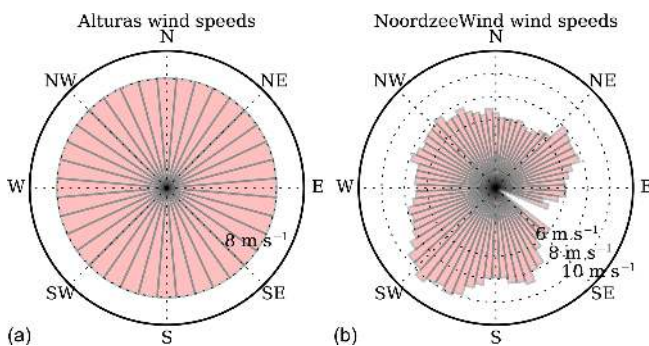 Alturas wind speeds
N
NW
NE
W
E
8 m s⁻¹
SW
SE
S
(a)
NoordzeeWind wind speeds
N
NW
NE
W
E
6 m s⁻¹
8 m s⁻¹
10 m s⁻¹
SW
SE
S
(b)